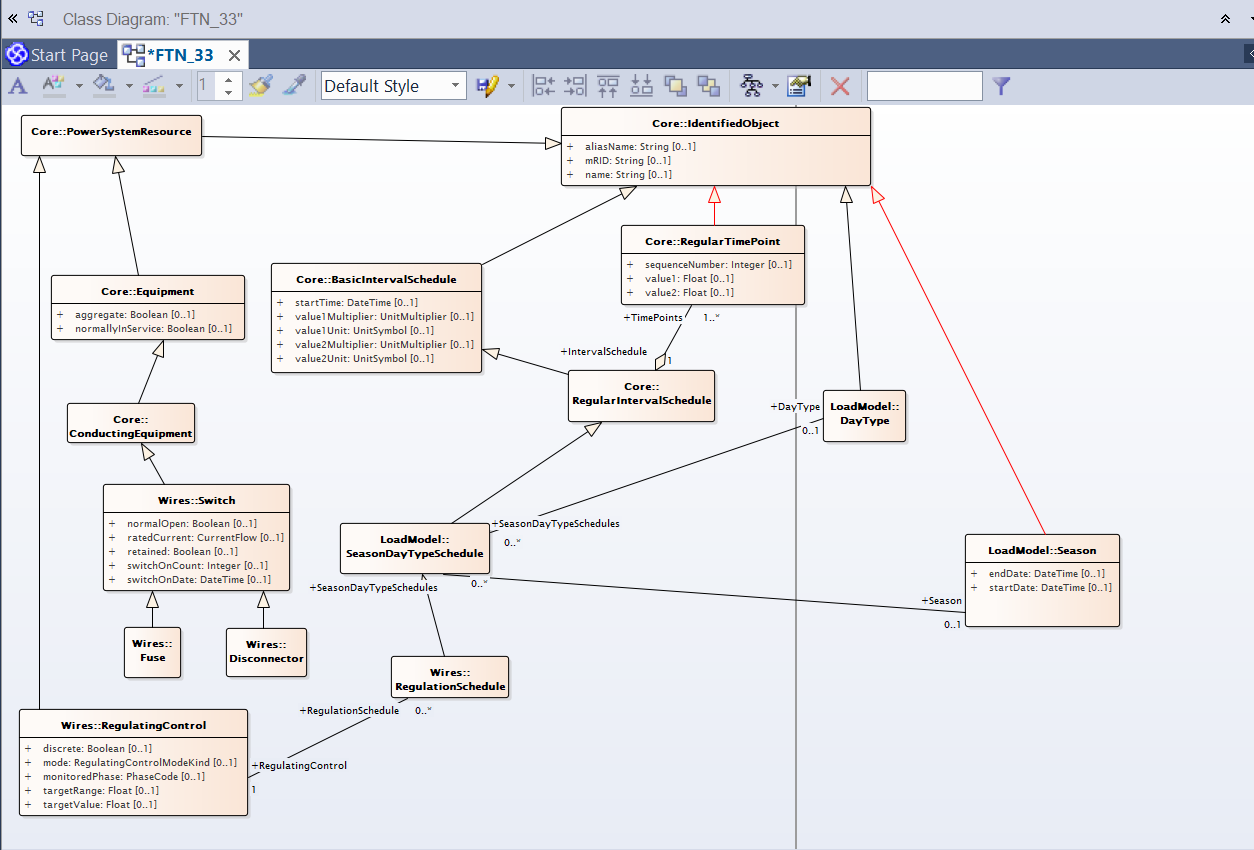 Class Diagram: "FTN_33"
Start Page
*FTN_33
1
Default Style
Core::PowerSystemResource
Core::IdentifiedObject
+ aliasName: String [0..1]
+ mRID: String [0..1]
+ name: String [0..1]
Core::RegularTimePoint
+ sequenceNumber: Integer [0..1]
+ value1: Float [0..1]
+ value2: Float [0..1]
Core::Equipment
+ aggregate: Boolean [0..1]
+ normallyInService: Boolean [0..1]
Core::BasicIntervalSchedule
+ startTime: DateTime [0..1]
+ value1Multiplier: UnitMultiplier [0..1]
+ value1Unit: UnitSymbol [0..1]
+ value2Multiplier: UnitMultiplier [0..1]
+ value2Unit: UnitSymbol [0..1]
+TimePoints
1..*
+IntervalSchedule
1
Core::
RegularIntervalSchedule
+DayType
0..1
LoadModel::
DayType
Core::
ConductingEquipment
Wires::Switch
+ normalOpen: Boolean [0..1]
+ ratedCurrent: CurrentFlow [0..1]
+ retained: Boolean [0..1]
+ switchOnCount: Integer [0..1]
+ switchOnDate: DateTime [0..1]
LoadModel::
SeasonDayTypeSchedule
+SeasonDayTypeSchedules
0..*
LoadModel::Season
+ endDate: DateTime [0..1]
+ startDate: DateTime [0..1]
+SeasonDayTypeSchedules
0..*
+Season
0..1
Wires::
Fuse
Wires::
Disconnector
Wires::
RegulationSchedule
+RegulationSchedule
0..*
Wires::RegulatingControl
+ discrete: Boolean [0..1]
+ mode: RegulatingControlModeKind [0..1]
+ monitoredPhase: PhaseCode [0..1]
+ targetRange: Float [0..1]
+ targetValue: Float [0..1]
+RegulatingControl
1